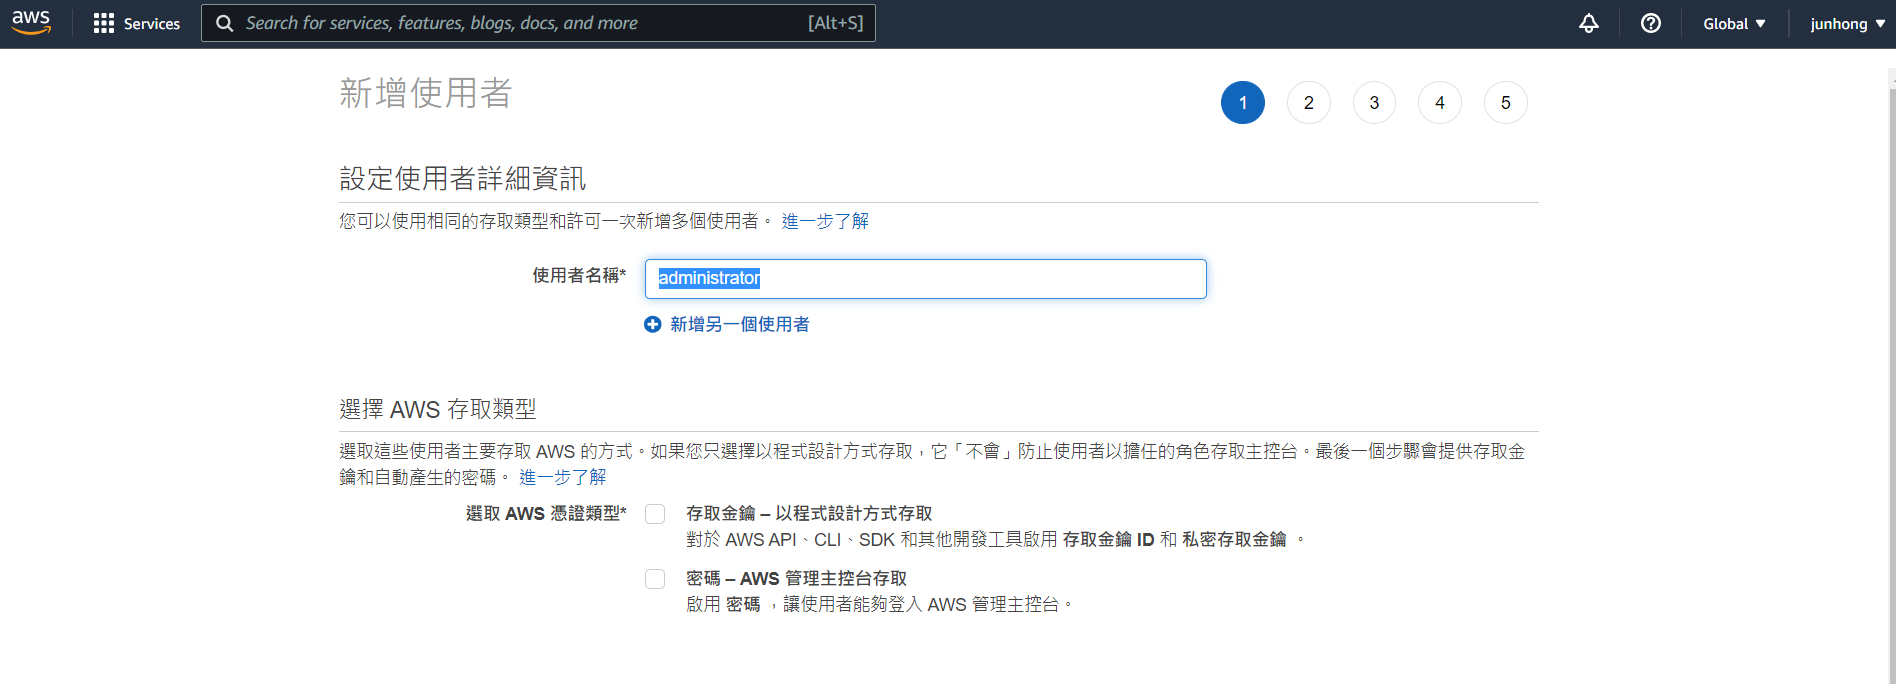 aws Services Search for services, features, blogs, docs, and more [Alt+S] Global junhong
新增使用者 1 2 3 4 5
設定使用者詳細資訊
您可以使用相同的存取類型和許可一次新增多個使用者。 進一步了解
使用者名稱* administrator
新增另一個使用者
選擇 AWS 存取類型
選取這些使用者主要存取 AWS 的方式。如果您只選擇以程式設計方式存取，它「不會」防止使用者以擔任的角色存取主控台。最後一個步驟會提供存取金
鑰和自動產生的密碼。 進一步了解
選取 AWS 憑證類型* 存取金鑰 – 以程式設計方式存取
對於 AWS API、CLI、SDK 和其他開發工具啟用 存取金鑰 ID 和 私密存取金鑰 。
密碼 – AWS 管理主控台存取
啟用 密碼 ，讓使用者能夠登入 AWS 管理主控台。